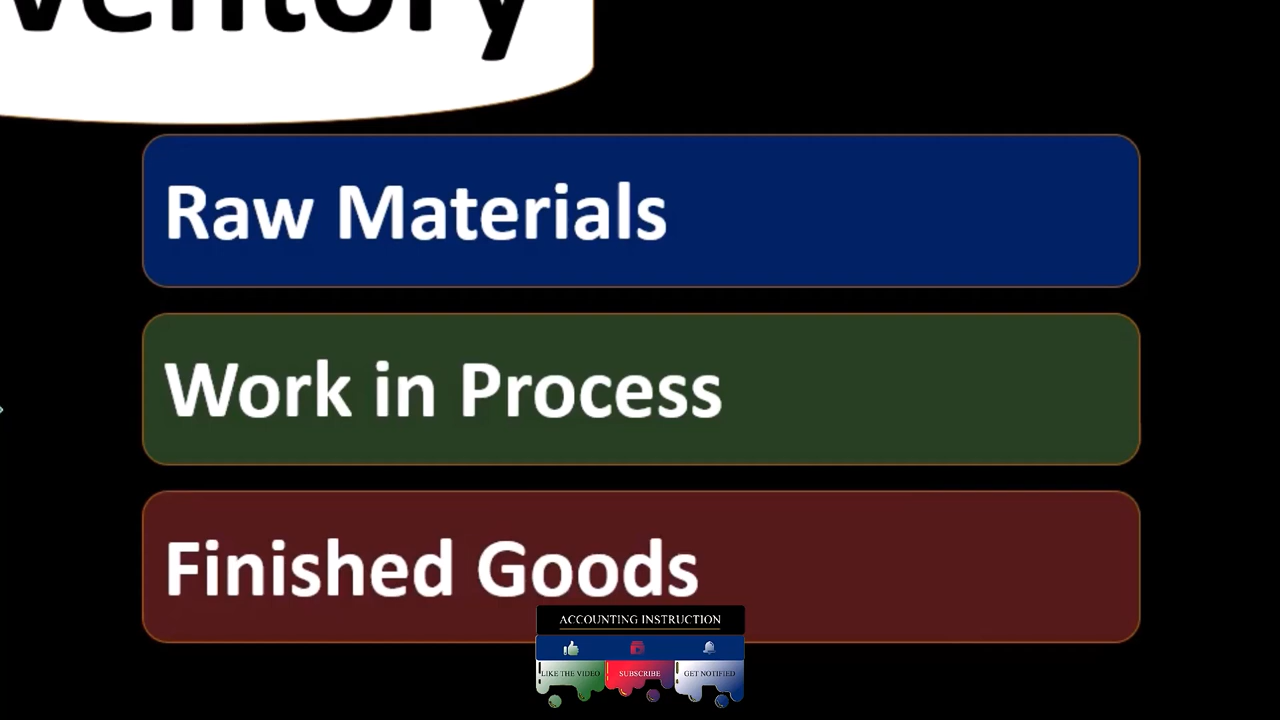 ventory
Raw Materials
Work in Process
Finished Goods
ACCOUNTING INSTRUCTION
LIKE THE VIDEO SUBSCRIBE GET NOTIFIED